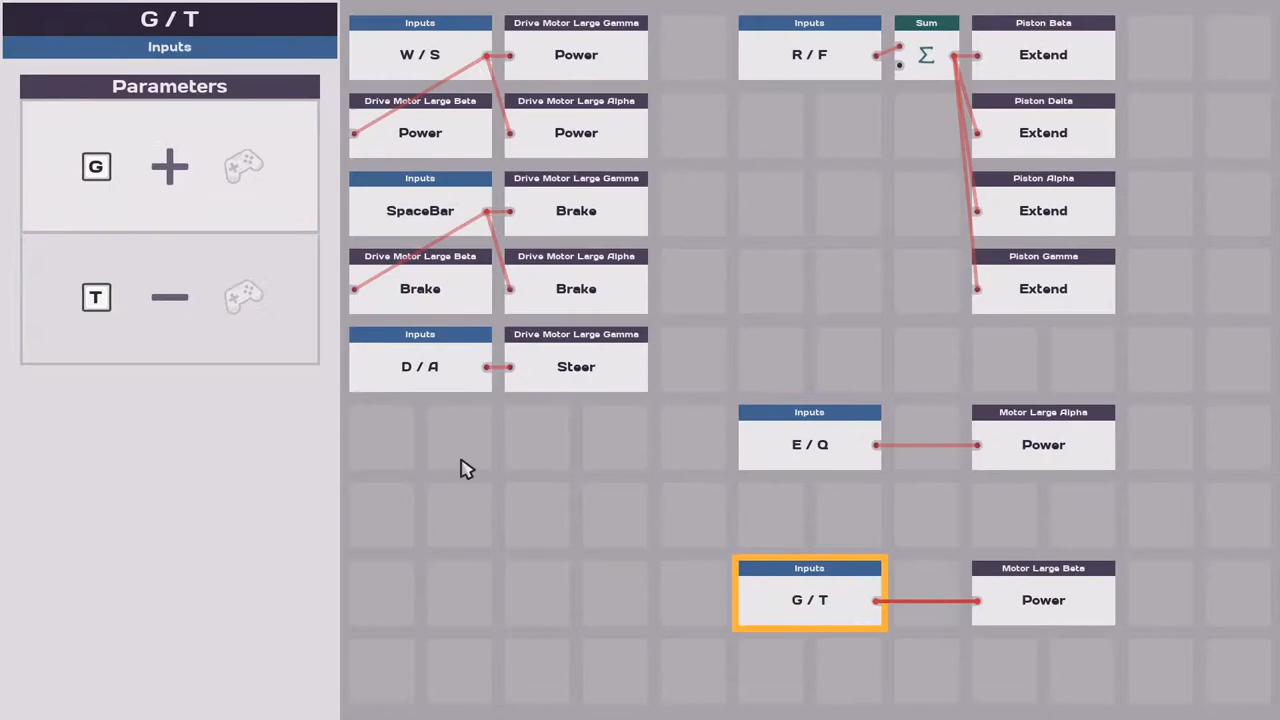 G / T
Inputs
Parameters
G
T
Inputs
W / S
Drive Motor Large Gamma
Power
Drive Motor Large Beta
Power
Drive Motor Large Alpha
Power
Inputs
SpaceBar
Drive Motor Large Gamma
Brake
Drive Motor Large Beta
Brake
Drive Motor Large Alpha
Brake
Inputs
D / A
Drive Motor Large Gamma
Steer
Inputs
R / F
Sum
Σ
Piston Beta
Extend
Piston Delta
Extend
Piston Alpha
Extend
Piston Gamma
Extend
Inputs
E / Q
Motor Large Alpha
Power
Inputs
G / T
Motor Large Beta
Power